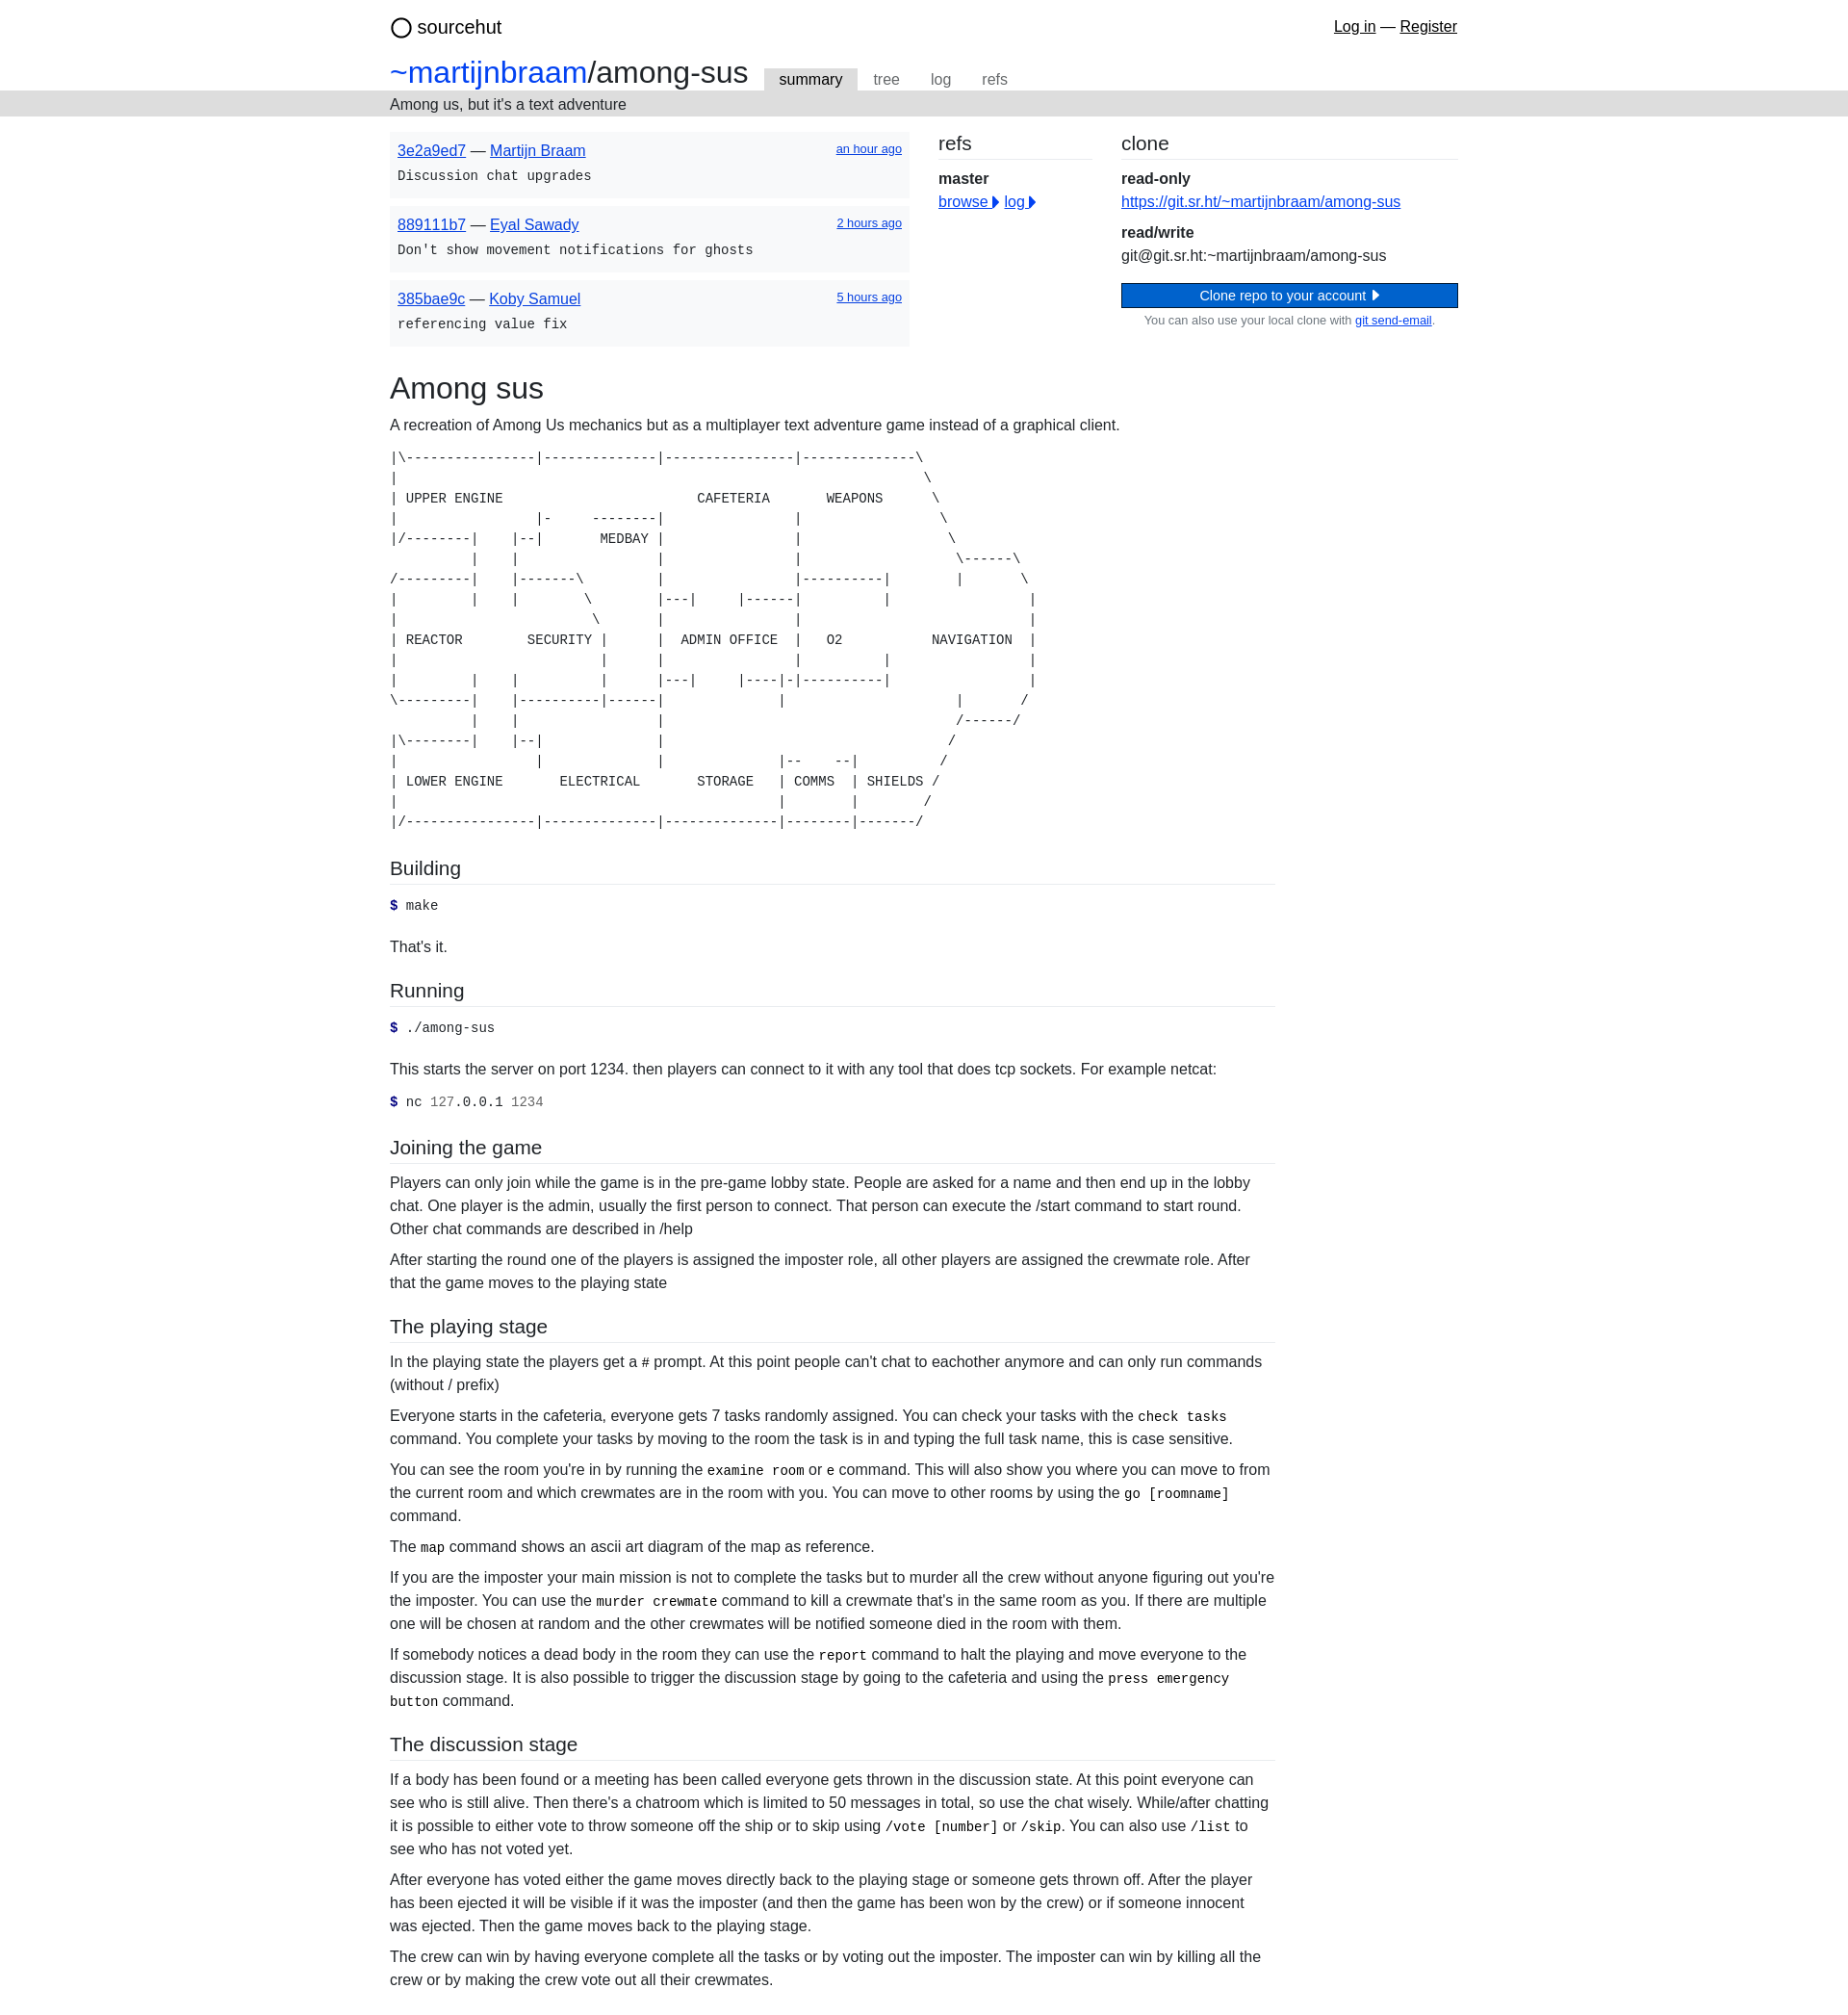 sourcehut
Log in — Register
~martijnbraam/among-sus summary tree log refs
Among us, but it's a text adventure
3e2a9ed7 — Martijn Braam an hour ago
Discussion chat upgrades
889111b7 — Eyal Sawady 2 hours ago
Don't show movement notifications for ghosts
385bae9c — Koby Samuel 5 hours ago
referencing value fix
refs
master
browse log
clone
read-only
https://git.sr.ht/~martijnbraam/among-sus
read/write
git@git.sr.ht:~martijnbraam/among-sus
Clone repo to your account
You can also use your local clone with git send-email.
Among sus
A recreation of Among Us mechanics but as a multiplayer text adventure game instead of a graphical client.
|\----------------|--------------|----------------|--------------\
|                                                                 \
| UPPER ENGINE                        CAFETERIA       WEAPONS      \
|                 |-     --------|                |                 \
|/--------|    |--|       MEDBAY |                |                  \
          |    |                 |                |                   \------\
/---------|    |-------\         |                |----------|        |       \
|         |    |        \        |---|     |------|          |                 |
|                        \       |                |                            |
| REACTOR        SECURITY |      |  ADMIN OFFICE  |   O2           NAVIGATION  |
|                         |      |                |          |                 |
|         |    |          |      |---|     |----|-|----------|                 |
\---------|    |----------|------|              |                     |       /
          |    |                 |                                    /------/
|\--------|    |--|              |                                   /
|                 |              |              |--    --|          /
| LOWER ENGINE       ELECTRICAL       STORAGE   | COMMS  | SHIELDS /
|                                               |        |        /
|/----------------|--------------|--------------|--------|-------/
Building
$ make
That's it.
Running
$ ./among-sus
This starts the server on port 1234. then players can connect to it with any tool that does tcp sockets. For example netcat:
$ nc 127.0.0.1 1234
Joining the game
Players can only join while the game is in the pre-game lobby state. People are asked for a name and then end up in the lobby
chat. One player is the admin, usually the first person to connect. That person can execute the /start command to start round.
Other chat commands are described in /help
After starting the round one of the players is assigned the imposter role, all other players are assigned the crewmate role. After
that the game moves to the playing state
The playing stage
In the playing state the players get a # prompt. At this point people can't chat to eachother anymore and can only run commands
(without / prefix)
Everyone starts in the cafeteria, everyone gets 7 tasks randomly assigned. You can check your tasks with the check tasks
command. You complete your tasks by moving to the room the task is in and typing the full task name, this is case sensitive.
You can see the room you're in by running the examine room or e command. This will also show you where you can move to from
the current room and which crewmates are in the room with you. You can move to other rooms by using the go [roomname]
command.
The map command shows an ascii art diagram of the map as reference.
If you are the imposter your main mission is not to complete the tasks but to murder all the crew without anyone figuring out you're
the imposter. You can use the murder crewmate command to kill a crewmate that's in the same room as you. If there are multiple
one will be chosen at random and the other crewmates will be notified someone died in the room with them.
If somebody notices a dead body in the room they can use the report command to halt the playing and move everyone to the
discussion stage. It is also possible to trigger the discussion stage by going to the cafeteria and using the press emergency
button command.
The discussion stage
If a body has been found or a meeting has been called everyone gets thrown in the discussion state. At this point everyone can
see who is still alive. Then there's a chatroom which is limited to 50 messages in total, so use the chat wisely. While/after chatting
it is possible to either vote to throw someone off the ship or to skip using /vote [number] or /skip. You can also use /list to
see who has not voted yet.
After everyone has voted either the game moves directly back to the playing stage or someone gets thrown off. After the player
has been ejected it will be visible if it was the imposter (and then the game has been won by the crew) or if someone innocent
was ejected. Then the game moves back to the playing stage.
The crew can win by having everyone complete all the tasks or by voting out the imposter. The imposter can win by killing all the
crew or by making the crew vote out all their crewmates.